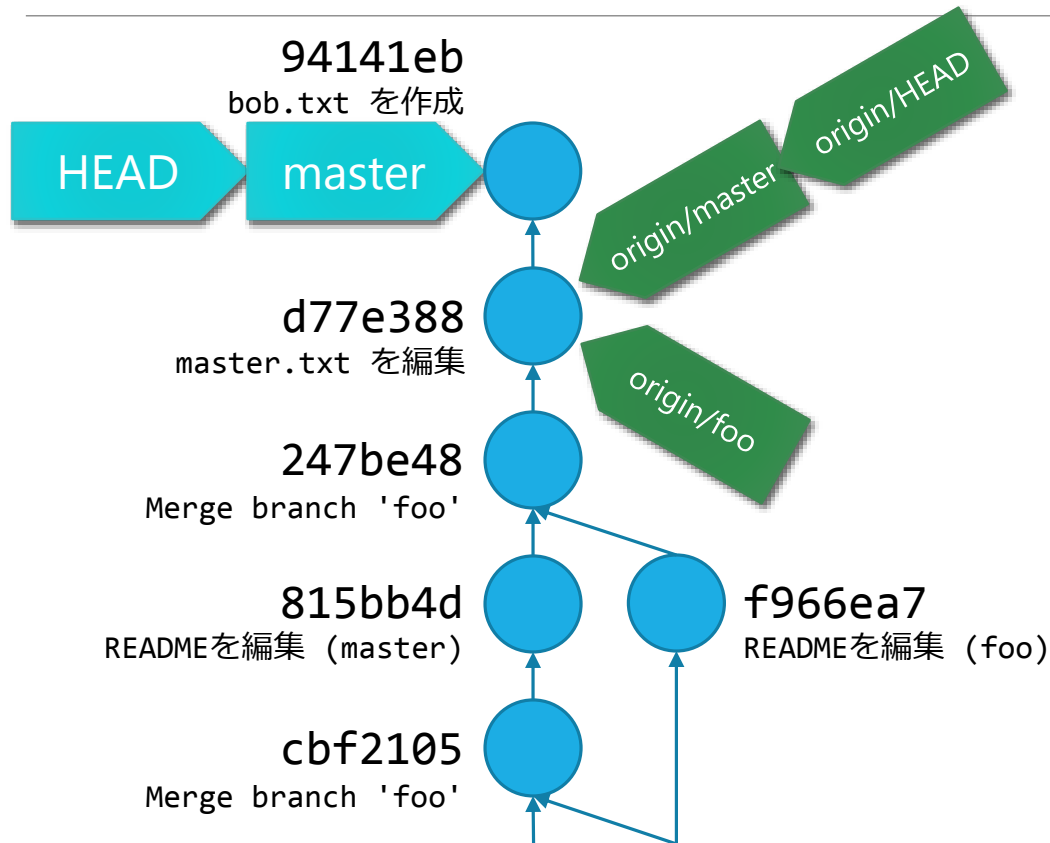 94141eb
bob.txt を作成
HEAD
master
origin/HEAD
origin/master
d77e388
master.txt を編集
origin/foo
247be48
Merge branch 'foo'
815bb4d
READMEを編集 (master)
f966ea7
READMEを編集 (foo)
cbf2105
Merge branch 'foo'